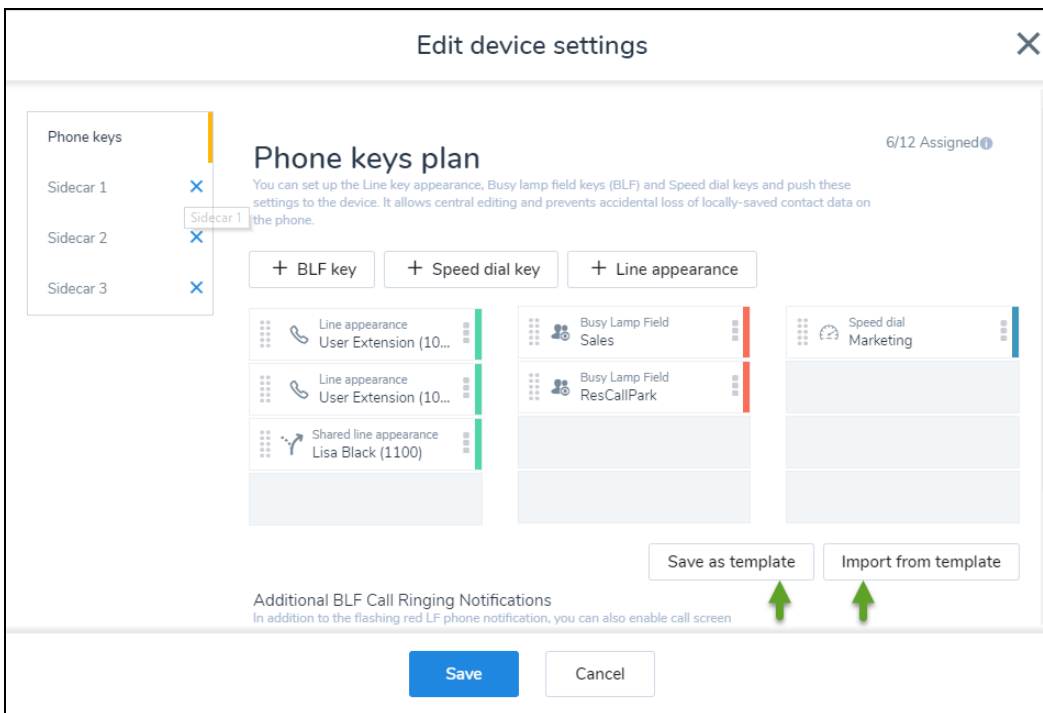 Edit device settings
Phone keys
Sidecar 1
Sidecar 1
Sidecar 2
Sidecar 3
6/12 Assigned
Phone keys plan
You can set up the Line key appearance, Busy lamp field keys (BLF) and Speed dial keys and push these
settings to the device. It allows central editing and prevents accidental loss of locally-saved contact data on
the phone.
+ BLF key
+ Speed dial key
+ Line appearance
Line appearance
User Extension (10...
Line appearance
User Extension (10...
Shared line appearance
Lisa Black (1100)
Busy Lamp Field
Sales
Busy Lamp Field
ResCallPark
Speed dial
Marketing
Save as template
Import from template
Additional BLF Call Ringing Notifications
In addition to the flashing red LF phone notification, you can also enable call screen
Save
Cancel